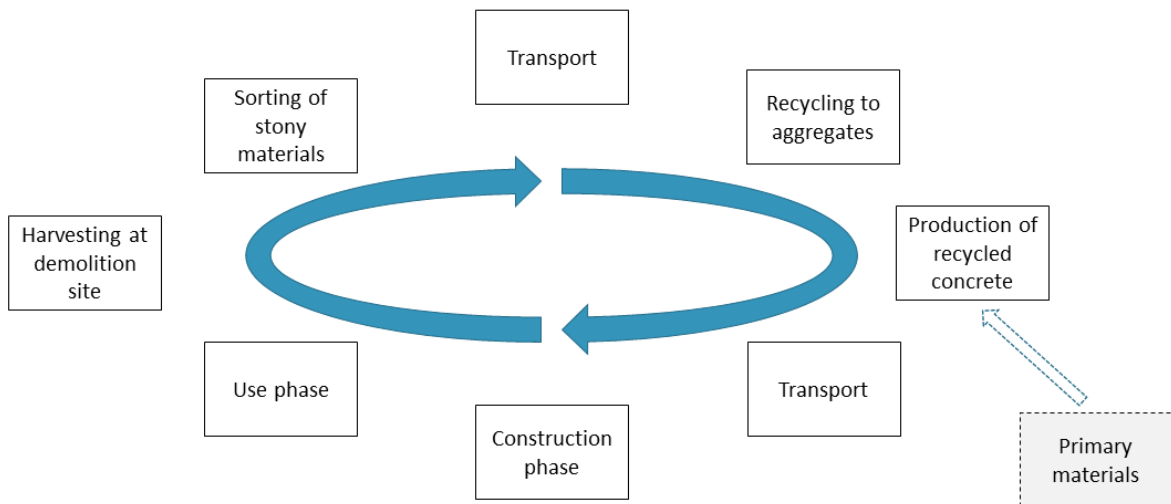 Transport
Sorting of
stony
materials
Recycling to
aggregates
Harvesting at
demolition
site
Production of
recycled
concrete
Use phase
Transport
Construction
phase
Primary
materials